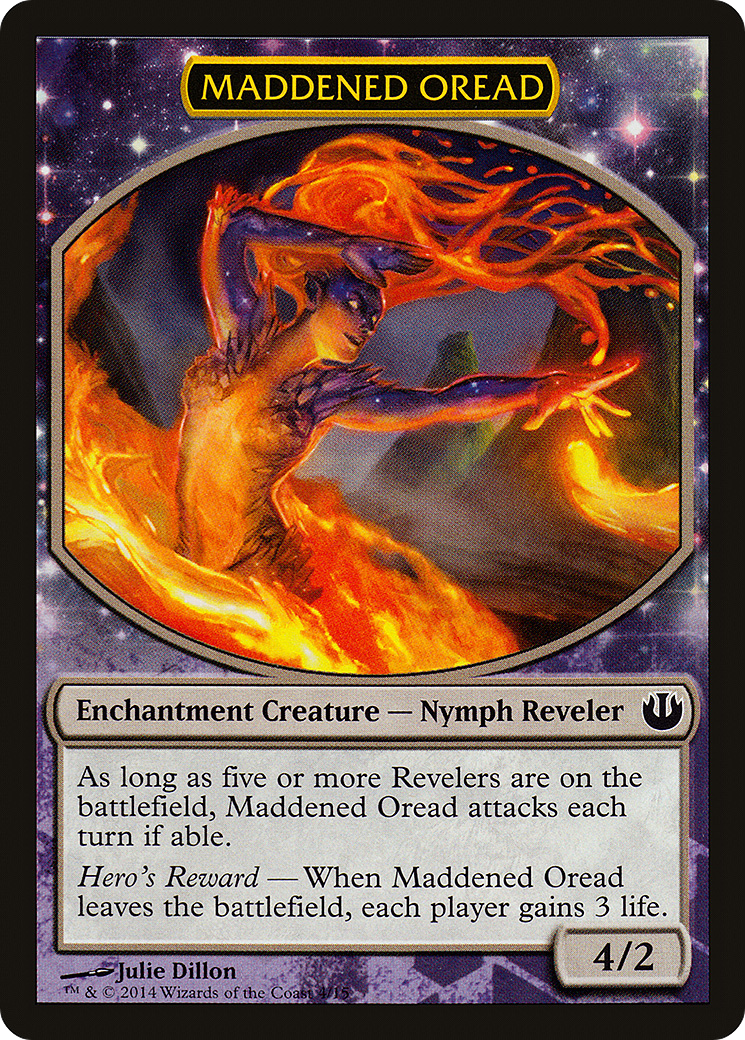 MADDENED OREAD
Enchantment Creature — Nymph Reveler
As long as five or more Revelers are on the
battlefield, Maddened Oread attacks each
turn if able.
Hero's Reward — When Maddened Oread
leaves the battlefield, each player gains 3 life.
4/2
Julie Dillon
™ & © 2014 Wizards of the Coast 4/15